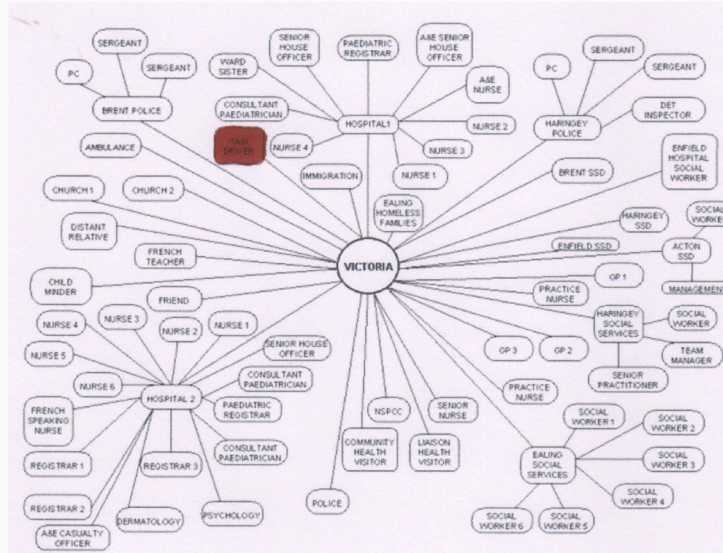 SERGEANT
PC
SERGEANT
BRENT POLICE
AMBULANCE
SENIOR
HOUSE
OFFICER
WARD
SISTER
CONSULTANT
PAEDIATRICIAN
TAXI
DRIVER
NURSE 4
PAEDIATRIC
REGISTRAR
A&E SENIOR
HOUSE
OFFICER
A&E
NURSE
HOSPITAL1
NURSE 2
NURSE 3
NURSE 1
IMMIGRATION
SERGEANT
PC
SERGEANT
DET
INSPECTOR
HARINGEY
POLICE
ENFIELD
HOSPITAL
SOCIAL
WORKER
BRENT SSD
CHURCH 1
CHURCH 2
DISTANT
RELATIVE
FRENCH
TEACHER
CHILD
MINDER
FRIEND
EALING
HOMELESS
FAMILIES
VICTORIA
HARINGEY
SSD
SOCIAL
WORKER
ENFIELD SSD
ACTON
SSD
MANAGEMENT
GP 1
PRACTICE
NURSE
HARINGEY
SOCIAL
SERVICES
SOCIAL
WORKER
TEAM
MANAGER
SENIOR
PRACTITIONER
GP 3
GP 2
PRACTICE
NURSE
NURSE 4
NURSE 3
NURSE 2
NURSE 1
NURSE 5
NURSE 6
SENIOR HOUSE
OFFICER
CONSULTANT
PAEDIATRICIAN
HOSPITAL 2
PAEDIATRIC
REGISTRAR
FRENCH
SPEAKING
NURSE
CONSULTANT
PAEDIATRICIAN
REGISTRAR 1
REGISTRAR 3
REGISTRAR 2
A&E CASUALTY
OFFICER
DERMATOLOGY
PSYCHOLOGY
POLICE
NSPCC
COMMUNITY
HEALTH
VISITOR
SENIOR
NURSE
LIAISON
HEALTH
VISITOR
EALING
SOCIAL
SERVICES
SOCIAL
WORKER 1
SOCIAL
WORKER 2
SOCIAL
WORKER 3
SOCIAL
WORKER 4
SOCIAL
WORKER 5
SOCIAL
WORKER 6